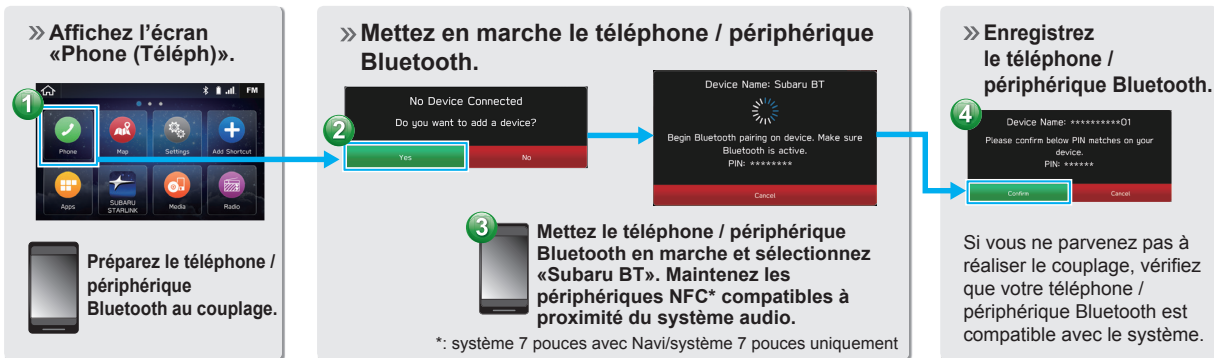 » Affichez l'écran
«Phone (Téléph)».
1
FM
Phone
Map
Settings
Add Shortcut
Apps
SUBARU
STARLINK
Media
Radio
Préparez le téléphone /
périphérique
Bluetooth au couplage.
» Mettez en marche le téléphone / périphérique
Bluetooth.
No Device Connected
2
Do you want to add a device?
Yes
No
Device Name: Subaru BT
Begin Bluetooth pairing on device. Make sure
Bluetooth is active.
PIN: ********
Cancel
3
Mettez le téléphone / périphérique
Bluetooth en marche et sélectionnez
«Subaru BT». Maintenez les
périphériques NFC* compatibles à
proximité du système audio.
*: système 7 pouces avec Navi/système 7 pouces uniquement
» Enregistrez
le téléphone /
périphérique Bluetooth.
4
Device Name: **********01
Please confirm below PIN matches on your
device.
PIN: ******
Confirm
Cancel
Si vous ne parvenez pas à
réaliser le couplage, vérifiez
que votre téléphone /
périphérique Bluetooth est
compatible avec le système.